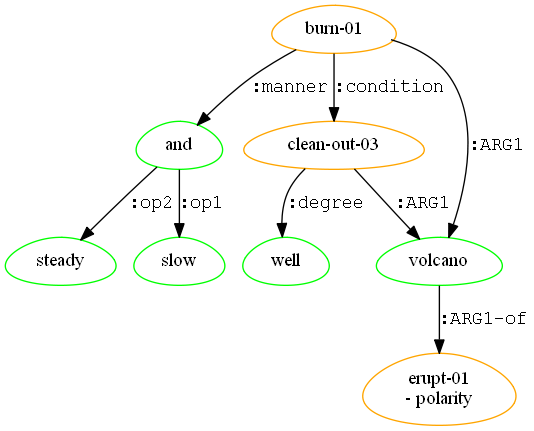 burn-01
:manner
:condition
and
clean-out-03
:ARG1
:op2
:op1
:degree
:ARG1
steady
slow
well
volcano
:ARG1-of
erupt-01
- polarity